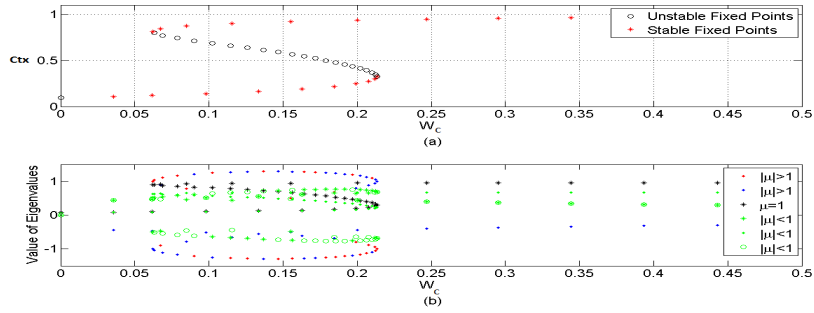 1
0.5
0
Ctx
Unstable Fixed Points
Stable Fixed Points
0 0.05 0.1 0.15 0.2 0.25 0.3 0.35 0.4 0.45 0.5
W_c
(a)
1
0
-1
Value of Eigenvalues
|μ|>1
|μ|>1
μ=1
|μ|<1
|μ|<1
|μ|<1
0 0.05 0.1 0.15 0.2 0.25 0.3 0.35 0.4 0.45 0.5
W_c
(b)